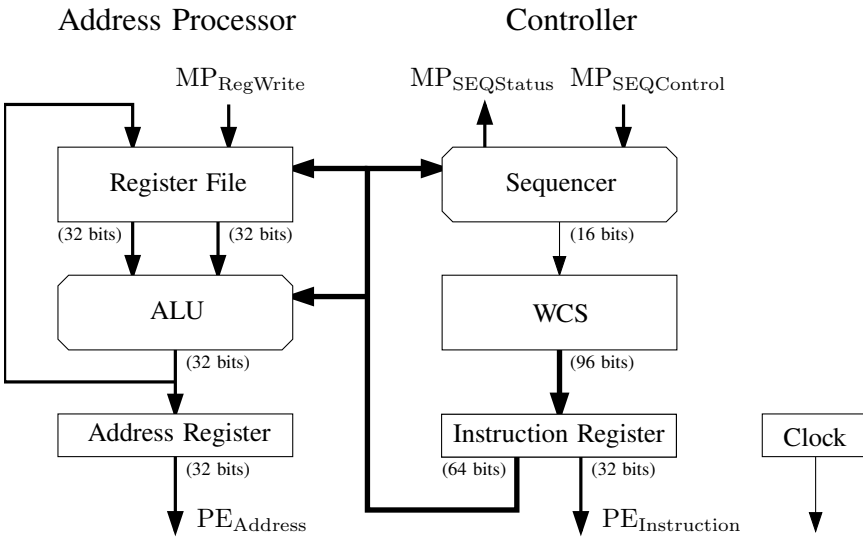 Address Processor
Controller
MP_RegWrite
MP_SEQStatus
MP_SEQControl
Register File
Sequencer
(32 bits)
(32 bits)
(16 bits)
ALU
WCS
(32 bits)
(96 bits)
Address Register
Instruction Register
Clock
(32 bits)
(64 bits)
(32 bits)
PE_Address
PE_Instruction